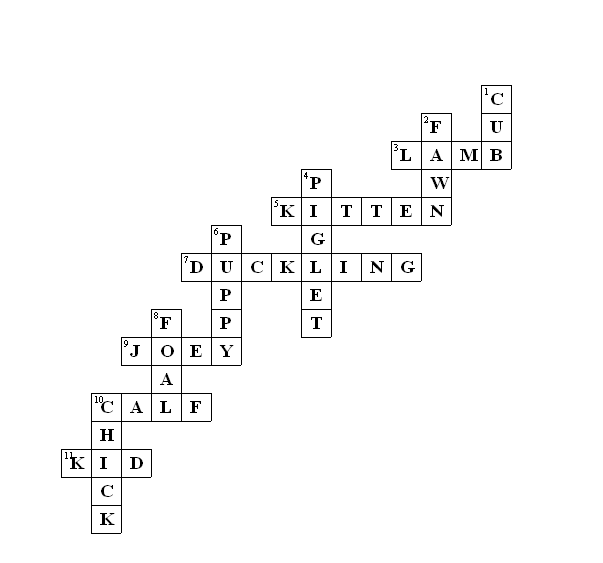 1C
2F U
3L A M B
4P W
5K I T T E N
6P G
7D U C K L I N G
P E
8F P T
9J O E Y
A
10C A L F
H
11K I D
C
K